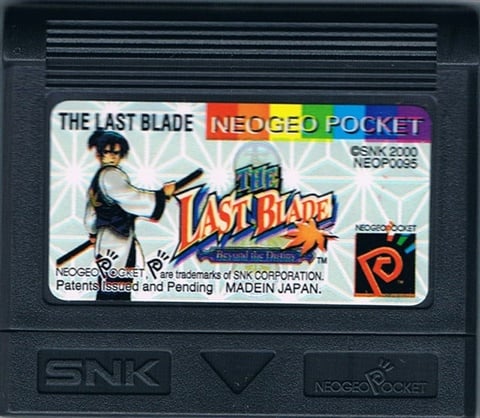 THE LAST BLADE
NEOGEO POCKET
©SNK 2000
NEOP0095
THE
LAST BLADE
Beyond the Destiny
TM
NEOGEO POCKET
NEOGEO POCKET, P are trademarks of SNK CORPORATION.
Patents Issued and Pending MADEIN JAPAN.
SNK
NEOGEO POCKET